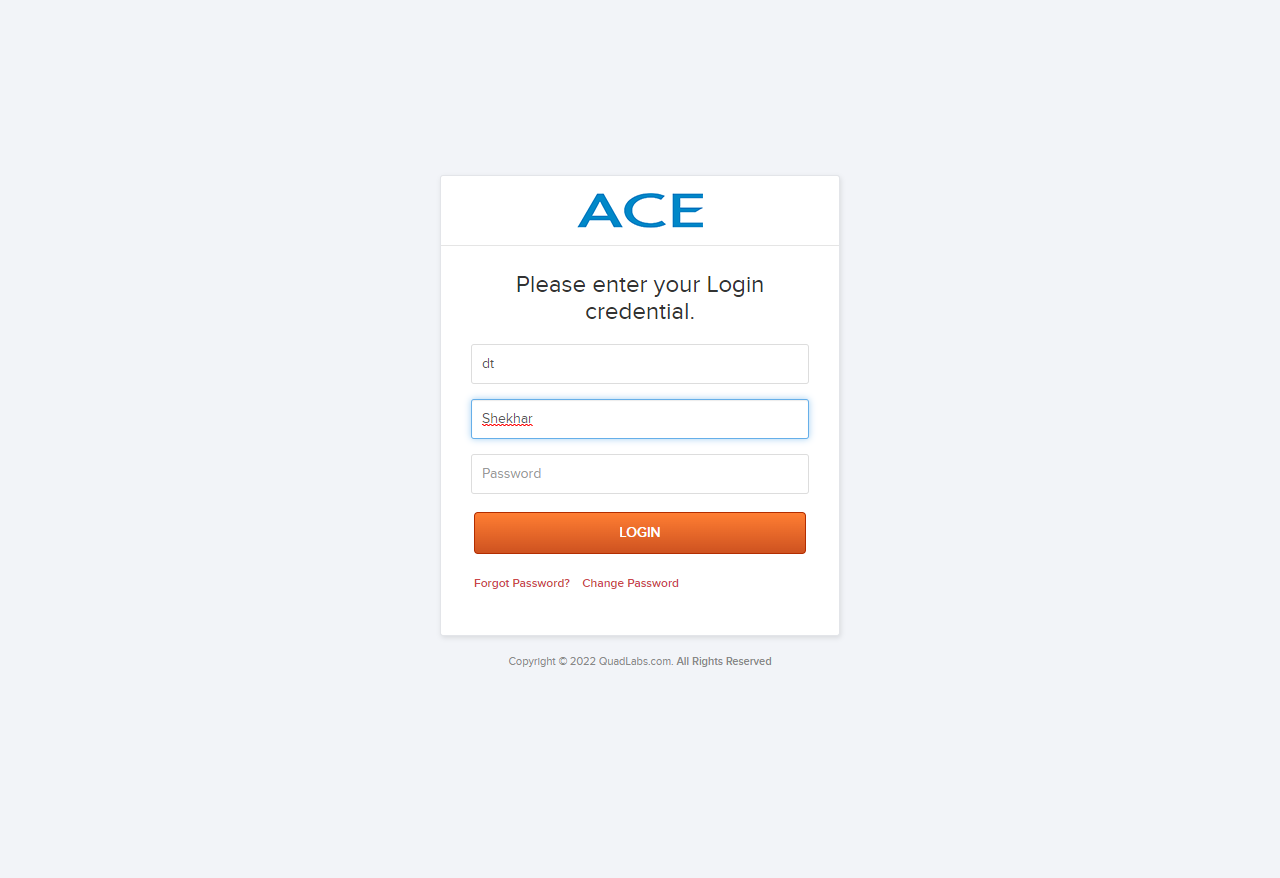 ACE
Please enter your Login
credential.
dt
Shekhar
Password
LOGIN
Forgot Password? Change Password
Copyright © 2022 QuadLabs.com. All Rights Reserved